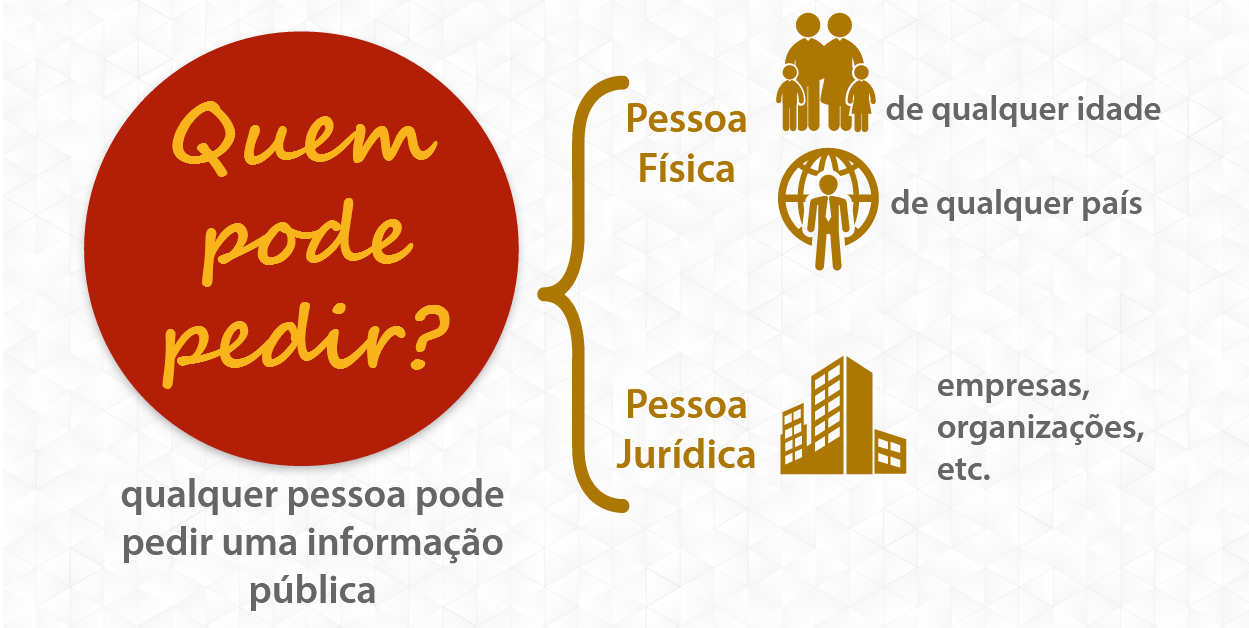 Quem
pode
pedir?
qualquer pessoa pode
pedir uma informação
pública
Pessoa
Física
de qualquer idade
de qualquer país
Pessoa
Jurídica
empresas,
organizações,
etc.